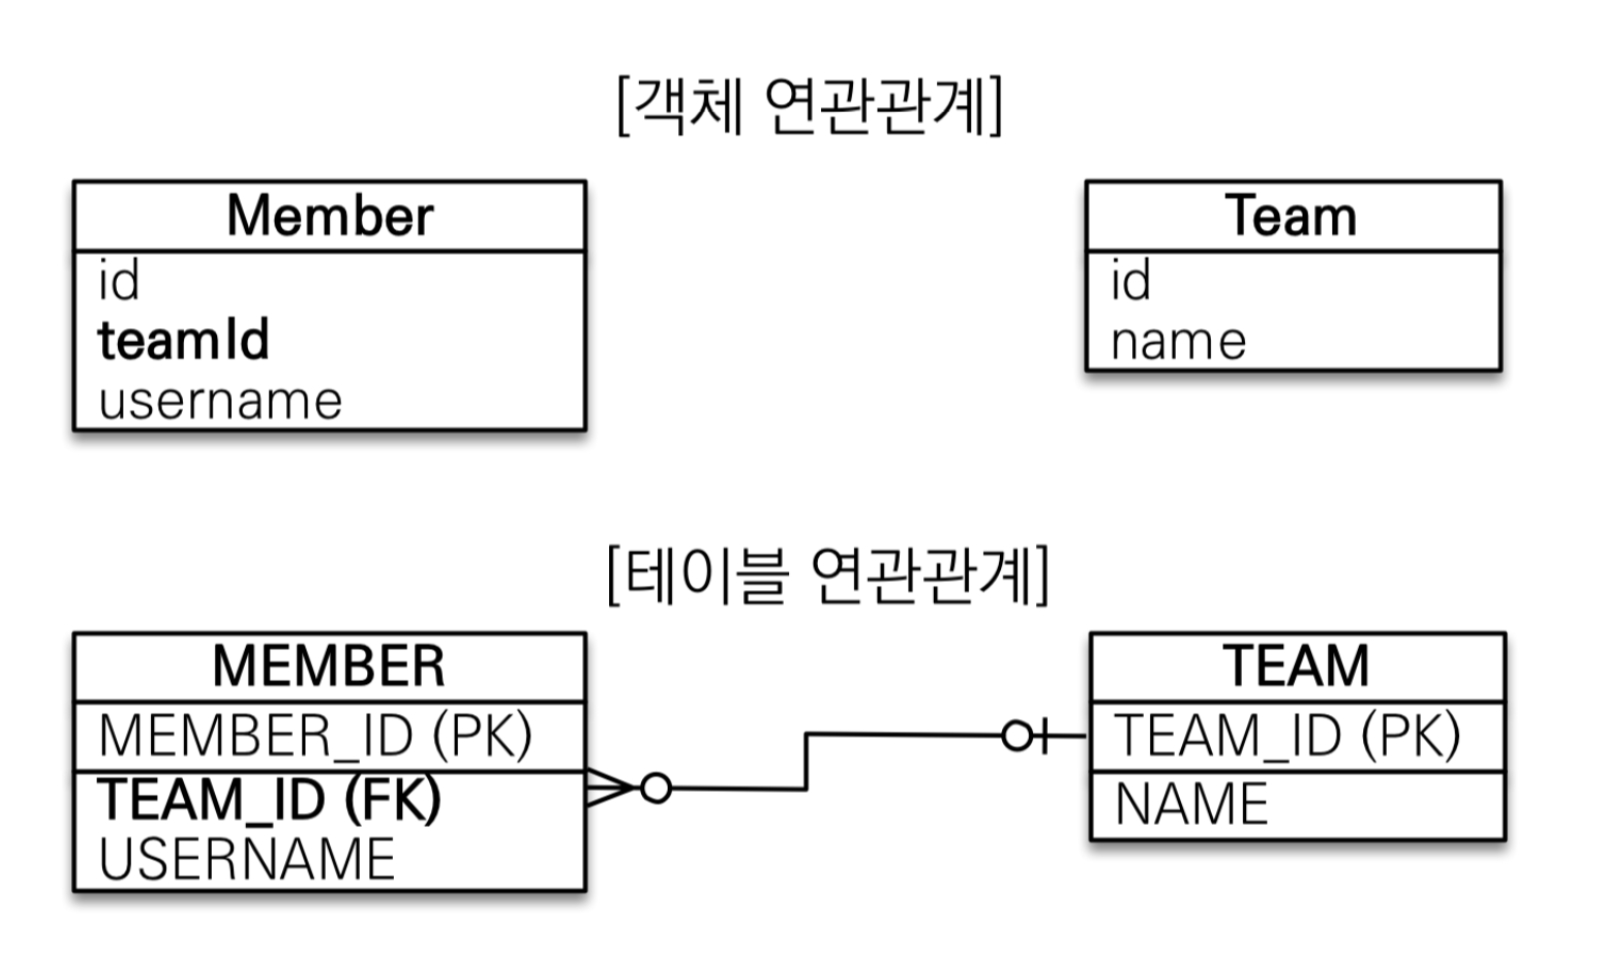 [객체 연관관계]
Member
id
teamId
username
Team
id
name
[테이블 연관관계]
MEMBER
MEMBER_ID (PK)
TEAM_ID (FK)
USERNAME
TEAM
TEAM_ID (PK)
NAME